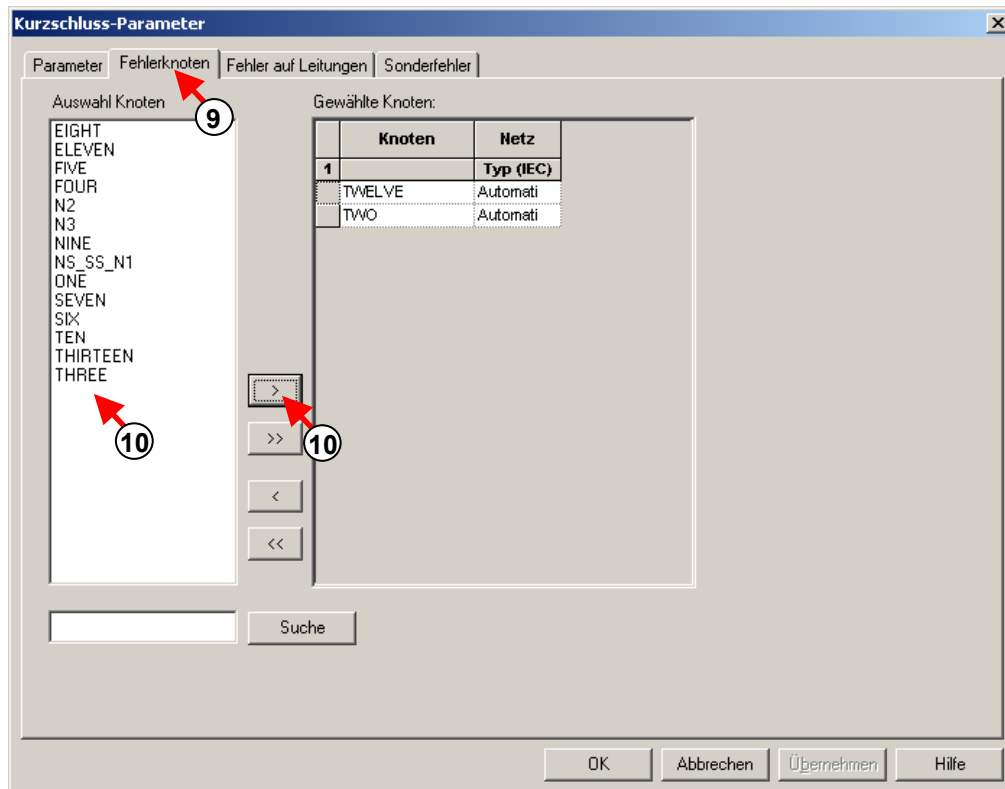 Kurzschluss-Parameter
Parameter Fehlerknoten Fehler auf Leitungen Sonderfehler
9
Auswahl Knoten
EIGHT
ELEVEN
FIVE
FOUR
N2
N3
NINE
NS_SS_N1
ONE
SEVEN
SIX
TEN
THIRTEEN
THREE
10
>
10
>>
<
<<
Gewählte Knoten:
Knoten Netz
1 Typ (IEC)
TWELVE Automati
TWO Automati
Suche
OK Abbrechen Übernehmen Hilfe